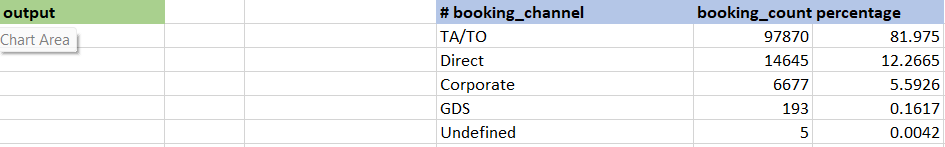 output # booking_channel booking_count percentage
Chart Area TA/TO 97870 81.975
Direct 14645 12.2665
Corporate 6677 5.5926
GDS 193 0.1617
Undefined 5 0.0042